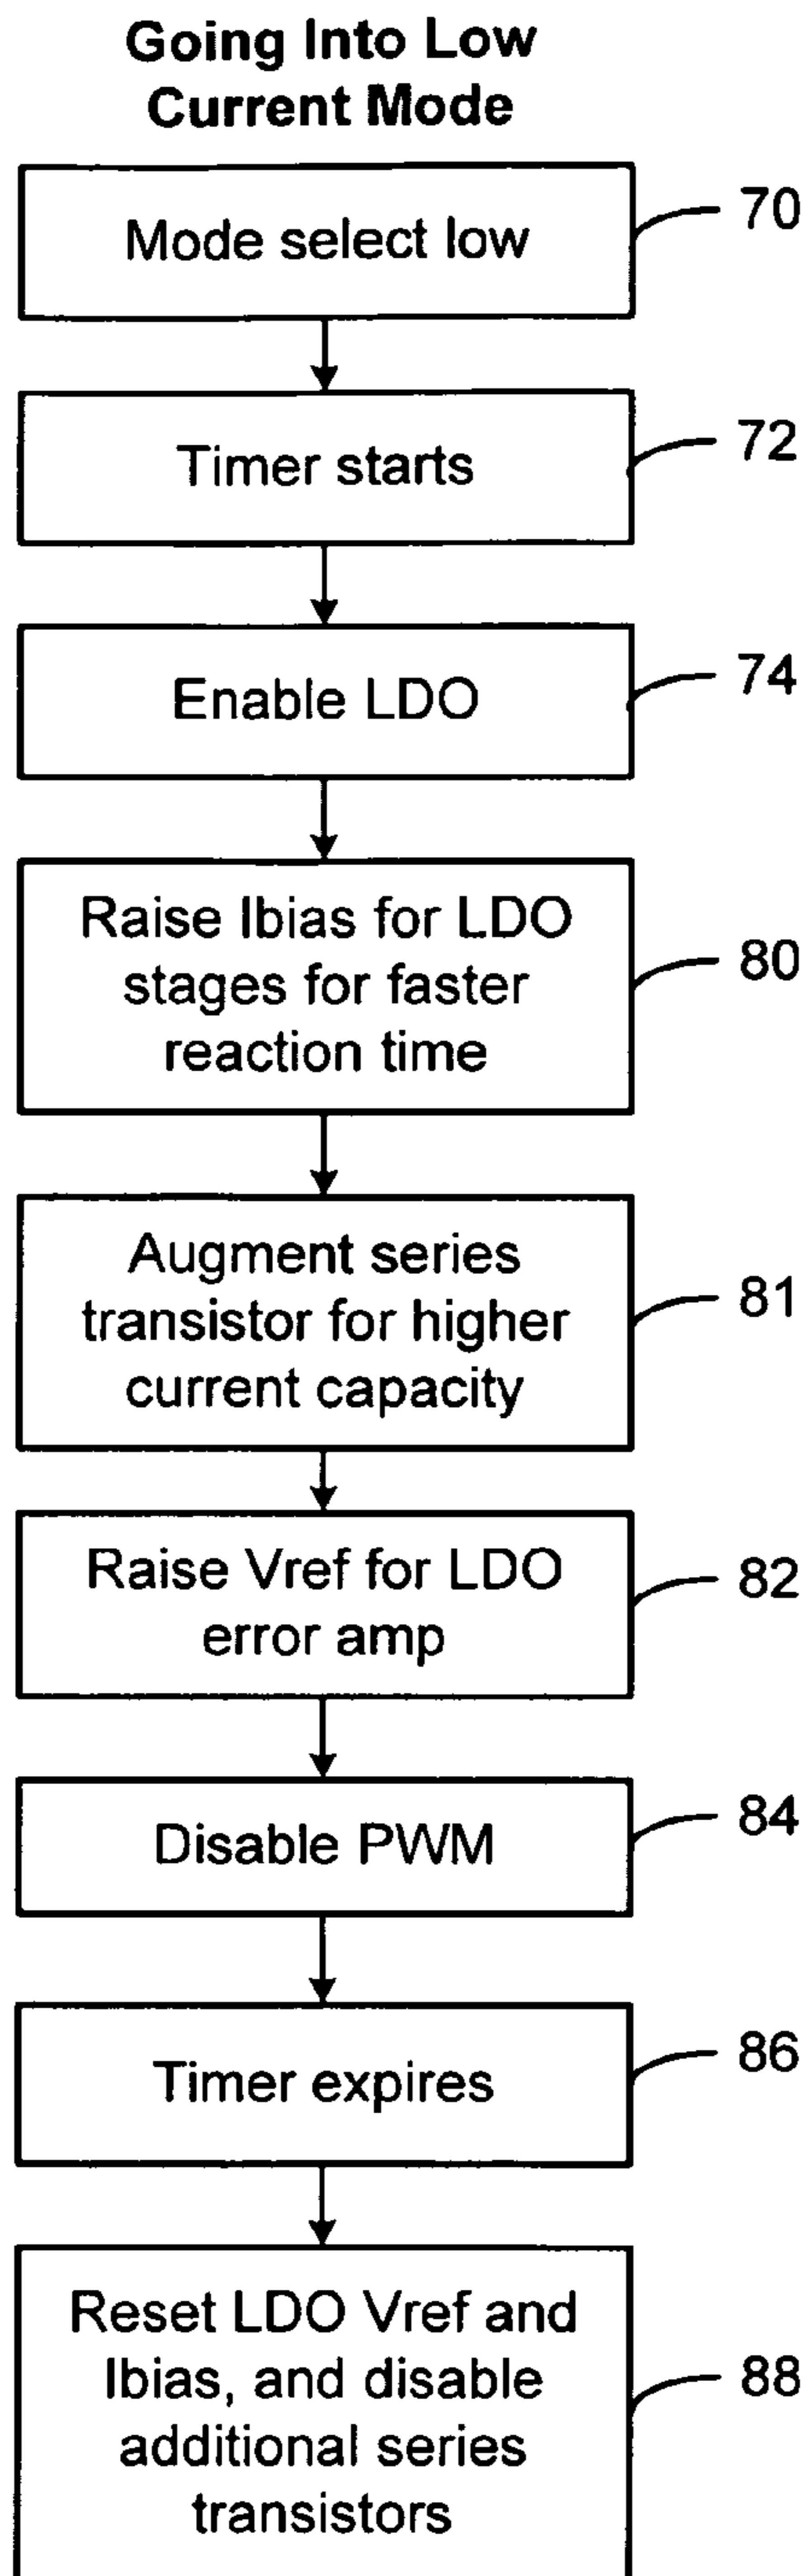 Going Into Low
Current Mode
Mode select low
70
Timer starts
72
Enable LDO
74
Raise Ibias for LDO
stages for faster
reaction time
80
Augment series
transistor for higher
current capacity
81
Raise Vref for LDO
error amp
82
Disable PWM
84
Timer expires
86
Reset LDO Vref and
Ibias, and disable
additional series
transistors
88